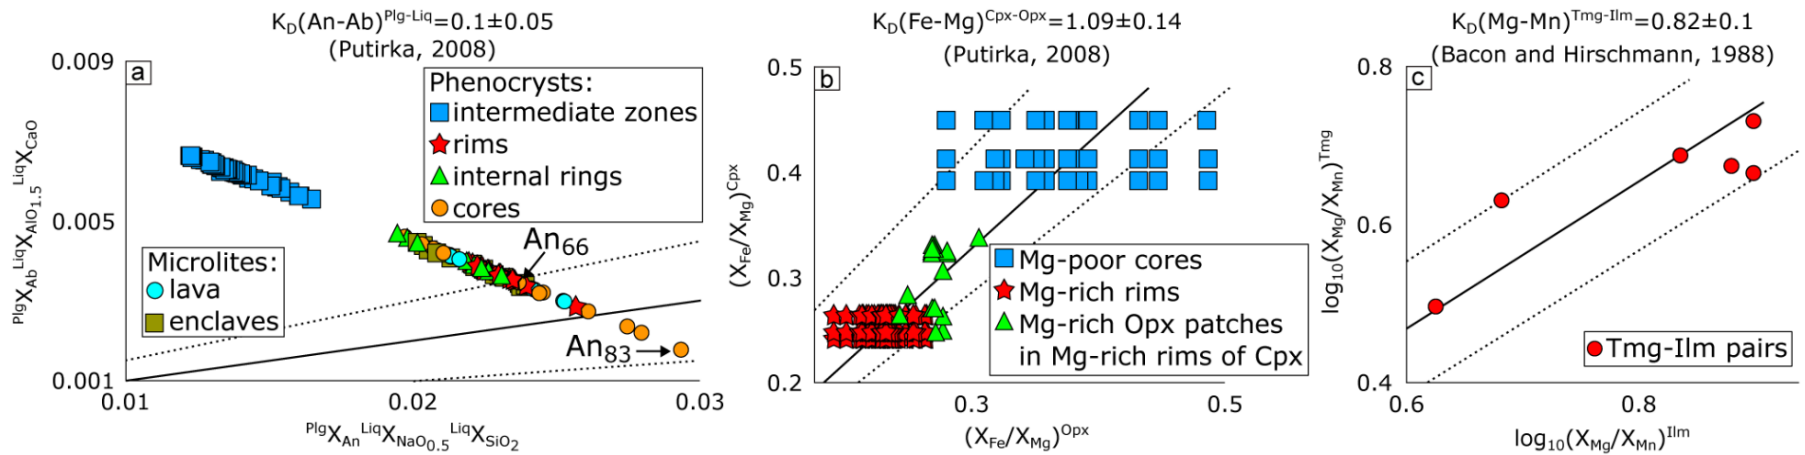 K_D(An-Ab)^Plg-Liq=0.1±0.05
(Putirka, 2008)
a
0.009
0.005
0.001
0.01
0.02
0.03
^PlgX_Ab^LiqX_AlO1.5^LiqX_CaO
^PlgX_An^LiqX_NaO0.5^LiqX_SiO2
Phenocrysts:
intermediate zones
rims
internal rings
cores
Microlites:
lava
enclaves
An_66
An_83
K_D(Fe-Mg)^Cpx-Opx=1.09±0.14
(Putirka, 2008)
b
0.5
0.4
0.3
0.2
0.3
0.5
(X_Fe/X_Mg)^Cpx
(X_Fe/X_Mg)^Opx
Mg-poor cores
Mg-rich rims
Mg-rich Opx patches
in Mg-rich rims of Cpx
K_D(Mg-Mn)^Tmg-Ilm=0.82±0.1
(Bacon and Hirschmann, 1988)
c
0.8
0.6
0.4
0.6
0.8
log_10(X_Mg/X_Mn)^Tmg
log_10(X_Mg/X_Mn)^Ilm
Tmg-Ilm pairs